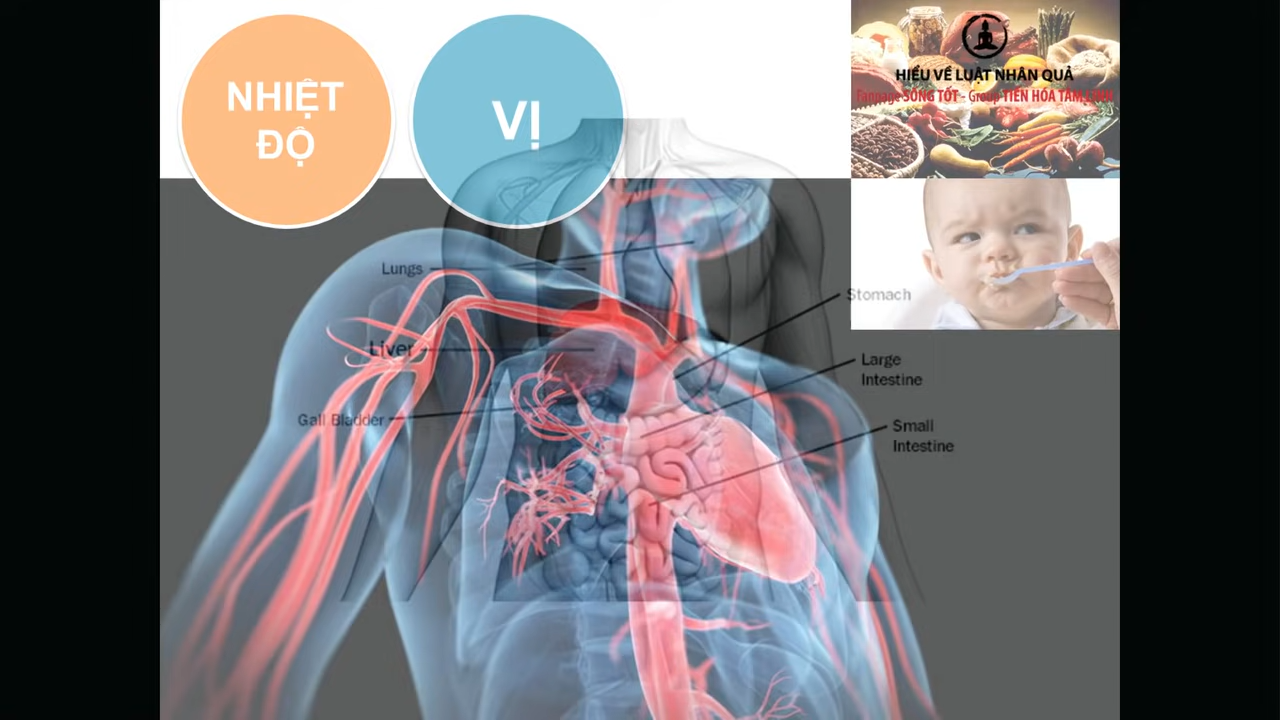 NHIỆT
ĐỘ
VỊ
HIỂU VỀ LUẬT NHÂN QUẢ
Fanpage SỐNG TỐT - Group TIẾN HÓA TÂM LINH
Lungs
Stomach
Liver
Large
Intestine
Gall Bladder
Small
Intestine